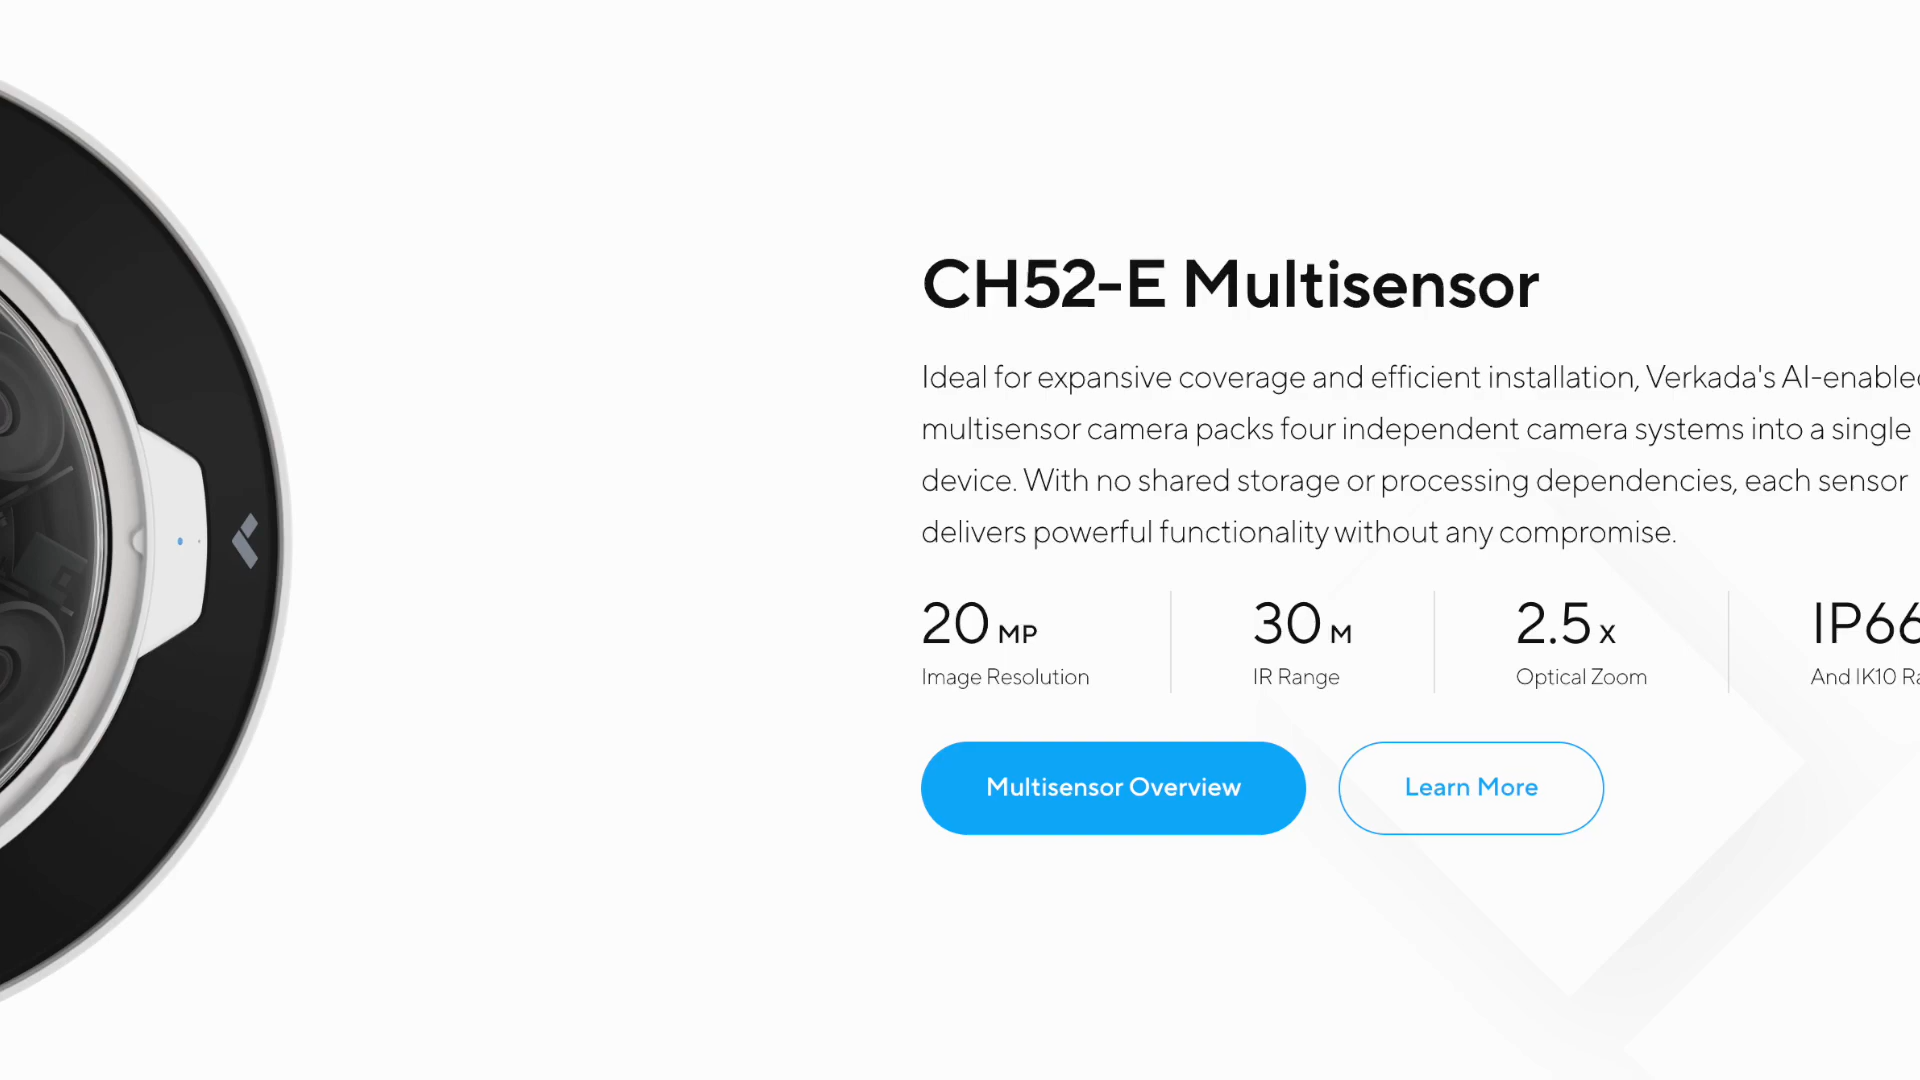 CH52-E Multisensor
Ideal for expansive coverage and efficient installation, Verkada's AI-enabled
multisensor camera packs four independent camera systems into a single
device. With no shared storage or processing dependencies, each sensor
delivers powerful functionality without any compromise.
20 MP
Image Resolution
30 M
IR Range
2.5 X
Optical Zoom
IP66
And IK10
Multisensor Overview
Learn More